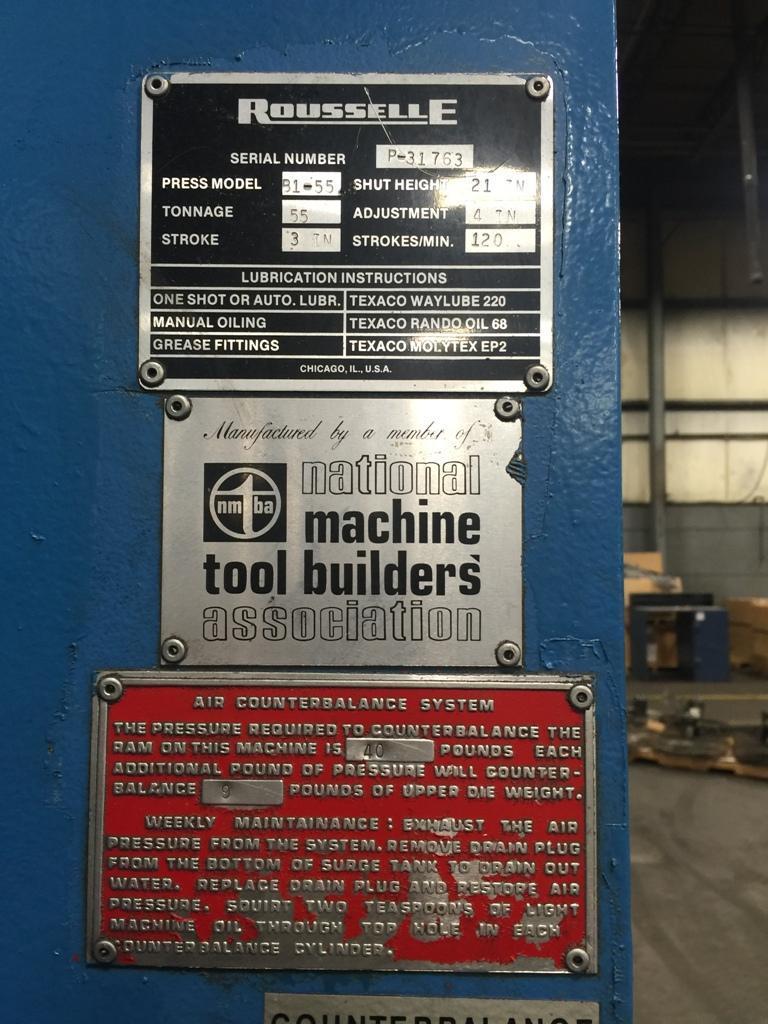 ROUSSELLE
SERIAL NUMBER P-31763
PRESS MODEL B1-55 SHUT HEIGHT 21 IN
TONNAGE 55 ADJUSTMENT 4 IN
STROKE 3 IN STROKES/MIN. 120
LUBRICATION INSTRUCTIONS
ONE SHOT OR AUTO. LUBR. TEXACO WAYLUBE 220
MANUAL OILING TEXACO RANDO OIL 68
GREASE FITTINGS TEXACO MOLYTEX EP2
CHICAGO, IL., U.S.A.
Manufactured by a member of
national
nmtba machine
tool builders'
association
AIR COUNTERBALANCE SYSTEM
THE PRESSURE REQUIRED TO COUNTERBALANCE THE
RAM ON THIS MACHINE IS 40 POUNDS EACH
ADDITIONAL POUND OF PRESSURE WILL COUNTER-
BALANCE 9 POUNDS OF UPPER DIE WEIGHT.
WEEKLY MAINTAINANCE: EXHAUST THE AIR
PRESSURE FROM THE SYSTEM. REMOVE DRAIN PLUG
FROM THE BOTTOM OF SURGE TANK TO DRAIN OUT
WATER. REPLACE DRAIN PLUG AND RESTORE AIR
PRESSURE. SQUIRT TWO TEASPOONS OF LIGHT
MACHINE OIL THROUGH TOP HOLE IN EACH
COUNTERBALANCE CYLINDER.
COUNTERBALANCE